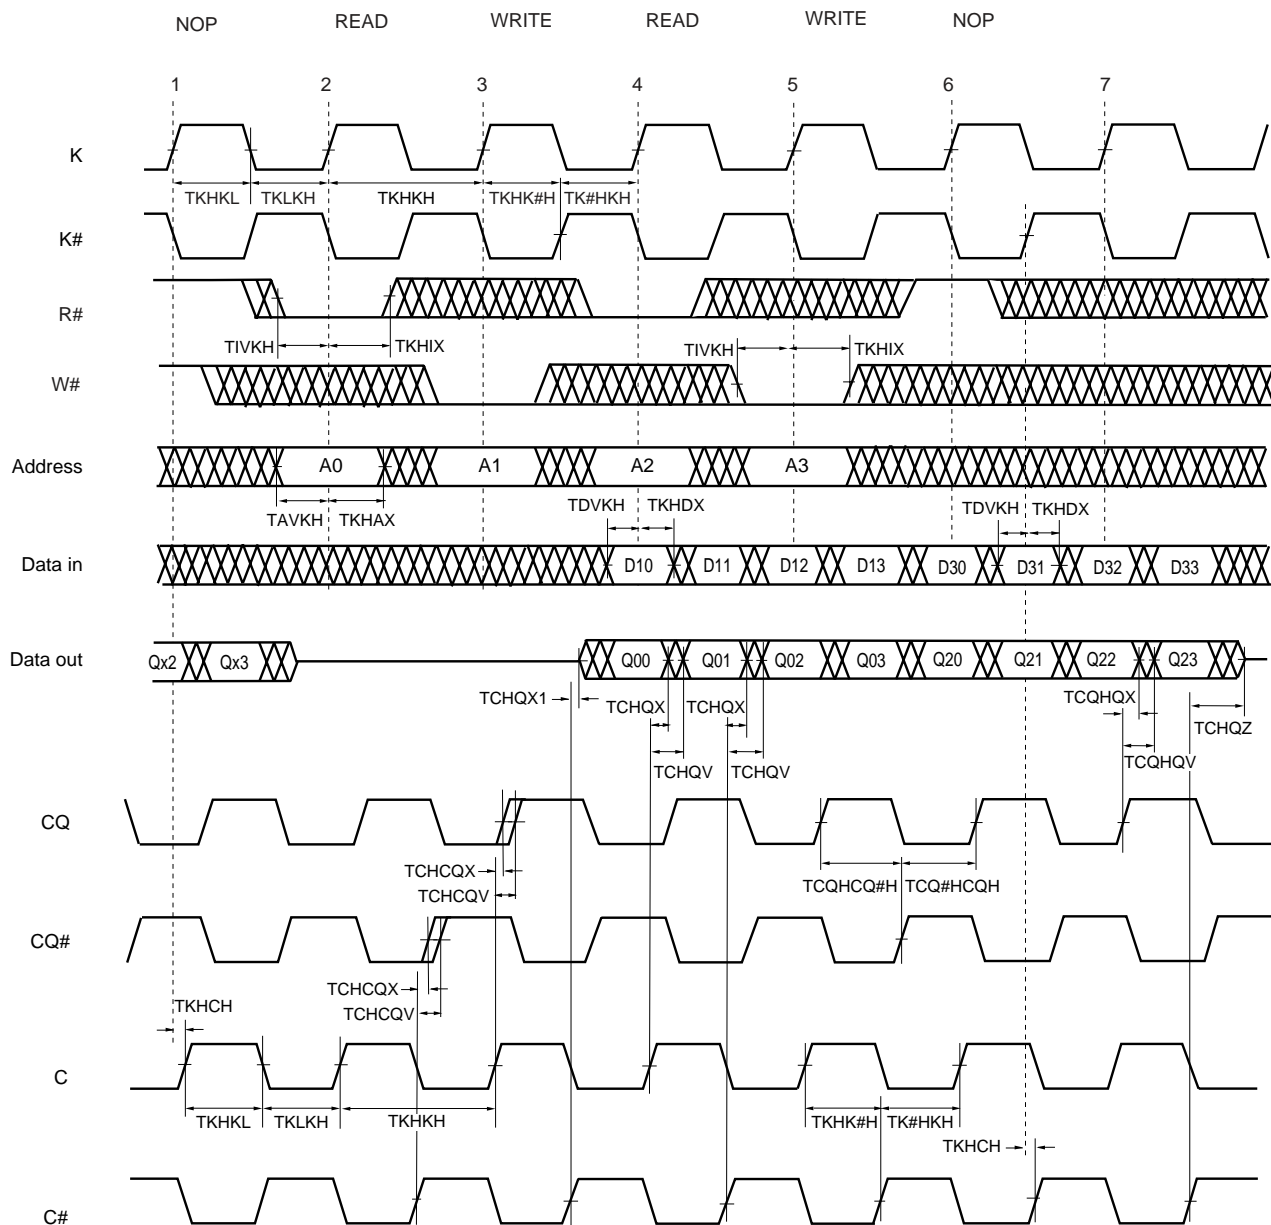 NOP READ WRITE READ WRITE NOP
1 2 3 4 5 6 7
K
TKHKL TKLKH TKHKH TKHK#H TK#HKH
K#
R#
TIVKH TKHIX TIVKH TKHIX
W#
Address A0 A1 A2 A3
TAVKH TKHAX TDVKH TKHDX TDVKH TKHDX
Data in D10 D11 D12 D13 D30 D31 D32 D33
Data out Qx2 Qx3 Q00 Q01 Q02 Q03 Q20 Q21 Q22 Q23
TCHQX1 TCHQX TCHQX TCQHQX TCHQZ
TCHQV TCHQV TCQHQV
CQ
TCHCQX TCQHCQ#H TCQ#HCQH
TCHCQV
CQ#
TCHCQX
TKHCH TCHCQV
C
TKHKL TKLKH TKHKH TKHK#H TK#HKH
TKHCH
C#